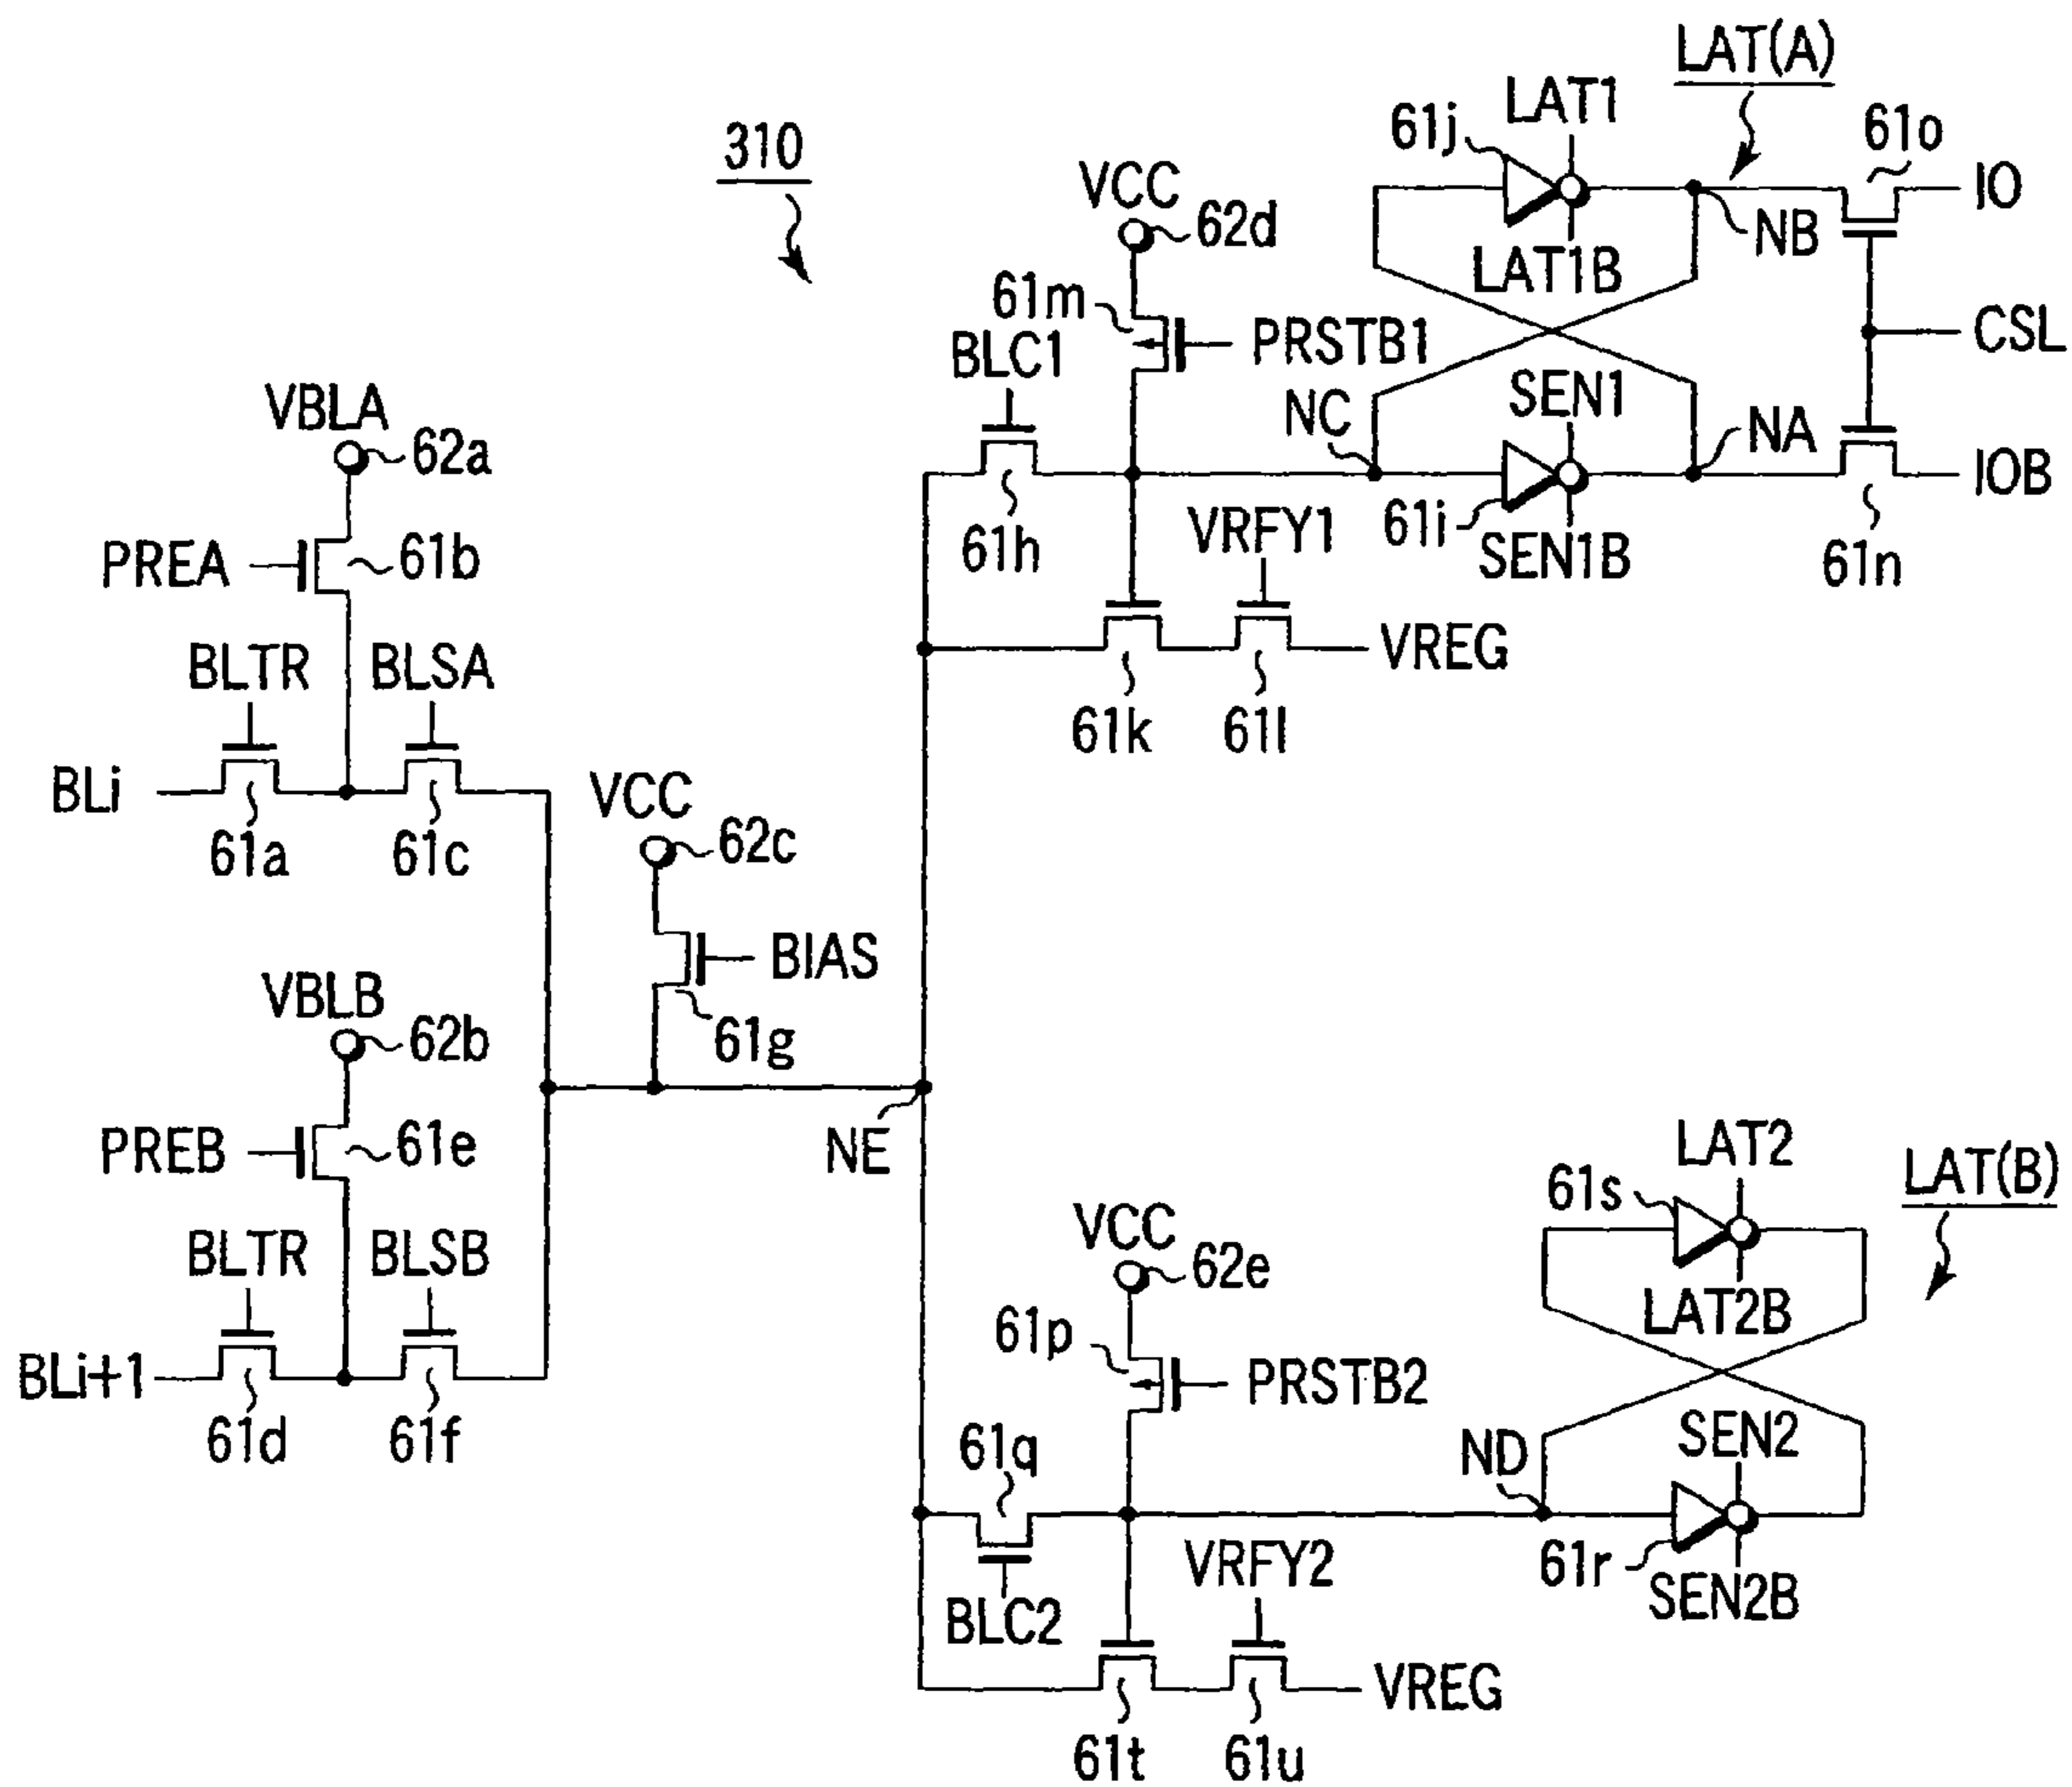 LAT(A)
310
61j
LAT1
61o
VCC
IO
62d
NB
LAT1B
61m
BLC1
PRSTB1
CSL
VBLA
62a
NC
SEN1
NA
IOB
VRFY1
61i
61h
SEN1B
61n
PREA
61b
BLTR
BLSA
VREG
61k
61l
BLi
VCC
62c
61a
61c
BIAS
VBLB
62b
61g
PREB
61e
NE
LAT2
61s
LAT(B)
VCC
62e
BLTR
BLSB
LAT2B
61p
PRSTB2
BLi+1
61d
61f
61q
ND
SEN2
VRFY2
61r
BLC2
SEN2B
VREG
61t
61u